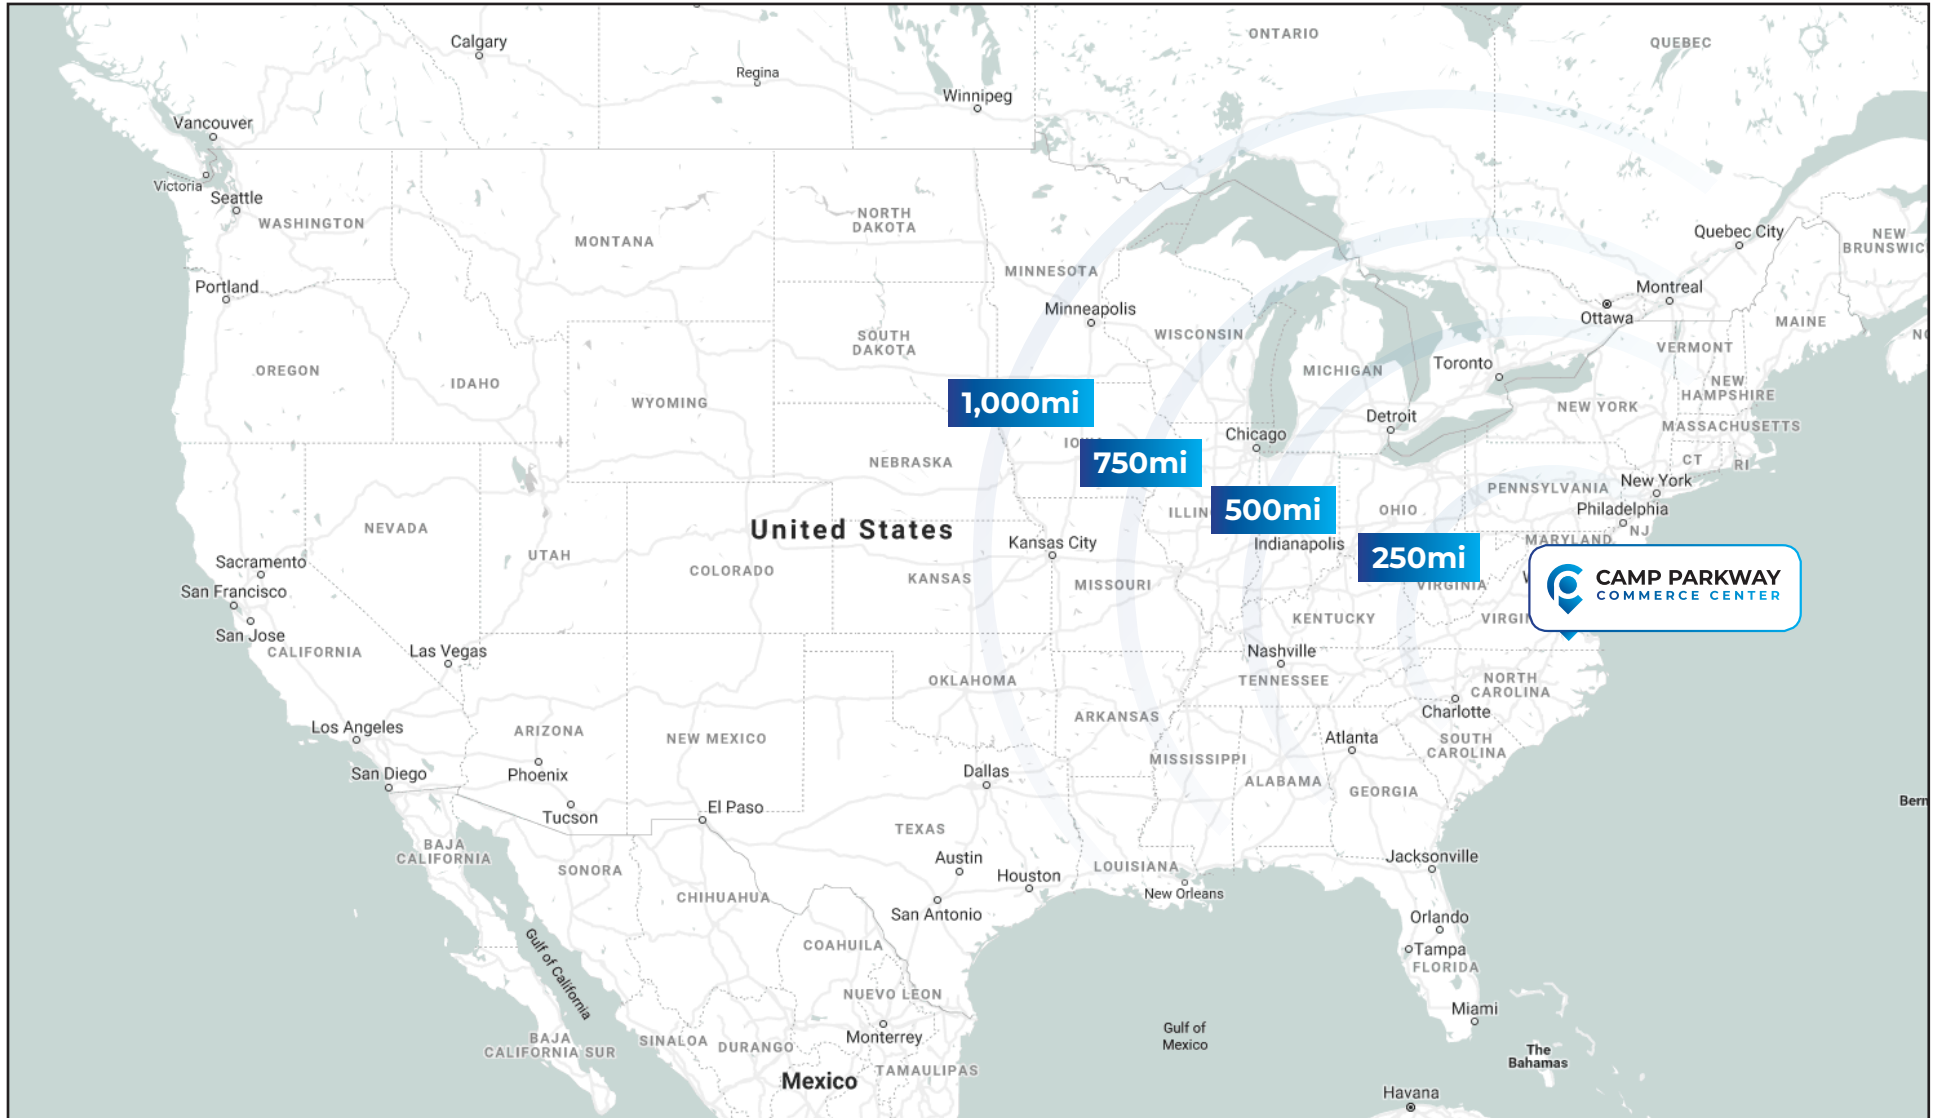 ONTARIO
QUEBEC
Calgary
Regina
Winnipeg
Vancouver
Victoria
Seattle
WASHINGTON
MONTANA
NORTH
DAKOTA
Quebec City
NEW
BRUNSWIC
MINNESOTA
Portland
Montreal
Minneapolis
Ottawa
MAINE
SOUTH
DAKOTA
WISCONSIN
VERMONT
NO
OREGON
IDAHO
MICHIGAN
Toronto
NEW
HAMPSHIRE
WYOMING
1,000mi
NEW YORK
Detroit
MASSACHUSETTS
Chicago
750mi
NEBRASKA
CT
RI
PENNSYLVANIA
New York
500mi
OHIO
Philadelphia
NJ
NEVADA
United States
Kansas City
Indianapolis
MARYLAND
UTAH
250mi
Sacramento
COLORADO
KANSAS
MISSOURI
VIRGINIA
CAMP PARKWAY
COMMERCE CENTER
San Francisco
KENTUCKY
VIRGIN
San Jose
CALIFORNIA
Las Vegas
Nashville
OKLAHOMA
TENNESSEE
NORTH
CAROLINA
Los Angeles
ARIZONA
NEW MEXICO
ARKANSAS
Charlotte
Atlanta
SOUTH
CAROLINA
San Diego
Phoenix
Dallas
MISSISSIPPI
ALABAMA
GEORGIA
Tucson
El Paso
Bern
TEXAS
BAJA
CALIFORNIA
SONORA
Austin
Houston
LOUISIANA
Jacksonville
CHIHUAHUA
New Orleans
San Antonio
Orlando
Gulf of California
COAHUILA
Tampa
FLORIDA
NUEVO LEON
Miami
Monterrey
Gulf of
Mexico
BAJA
CALIFORNIA SUR
SINALOA
DURANGO
The
Bahamas
Mexico
TAMAULIPAS
Havana